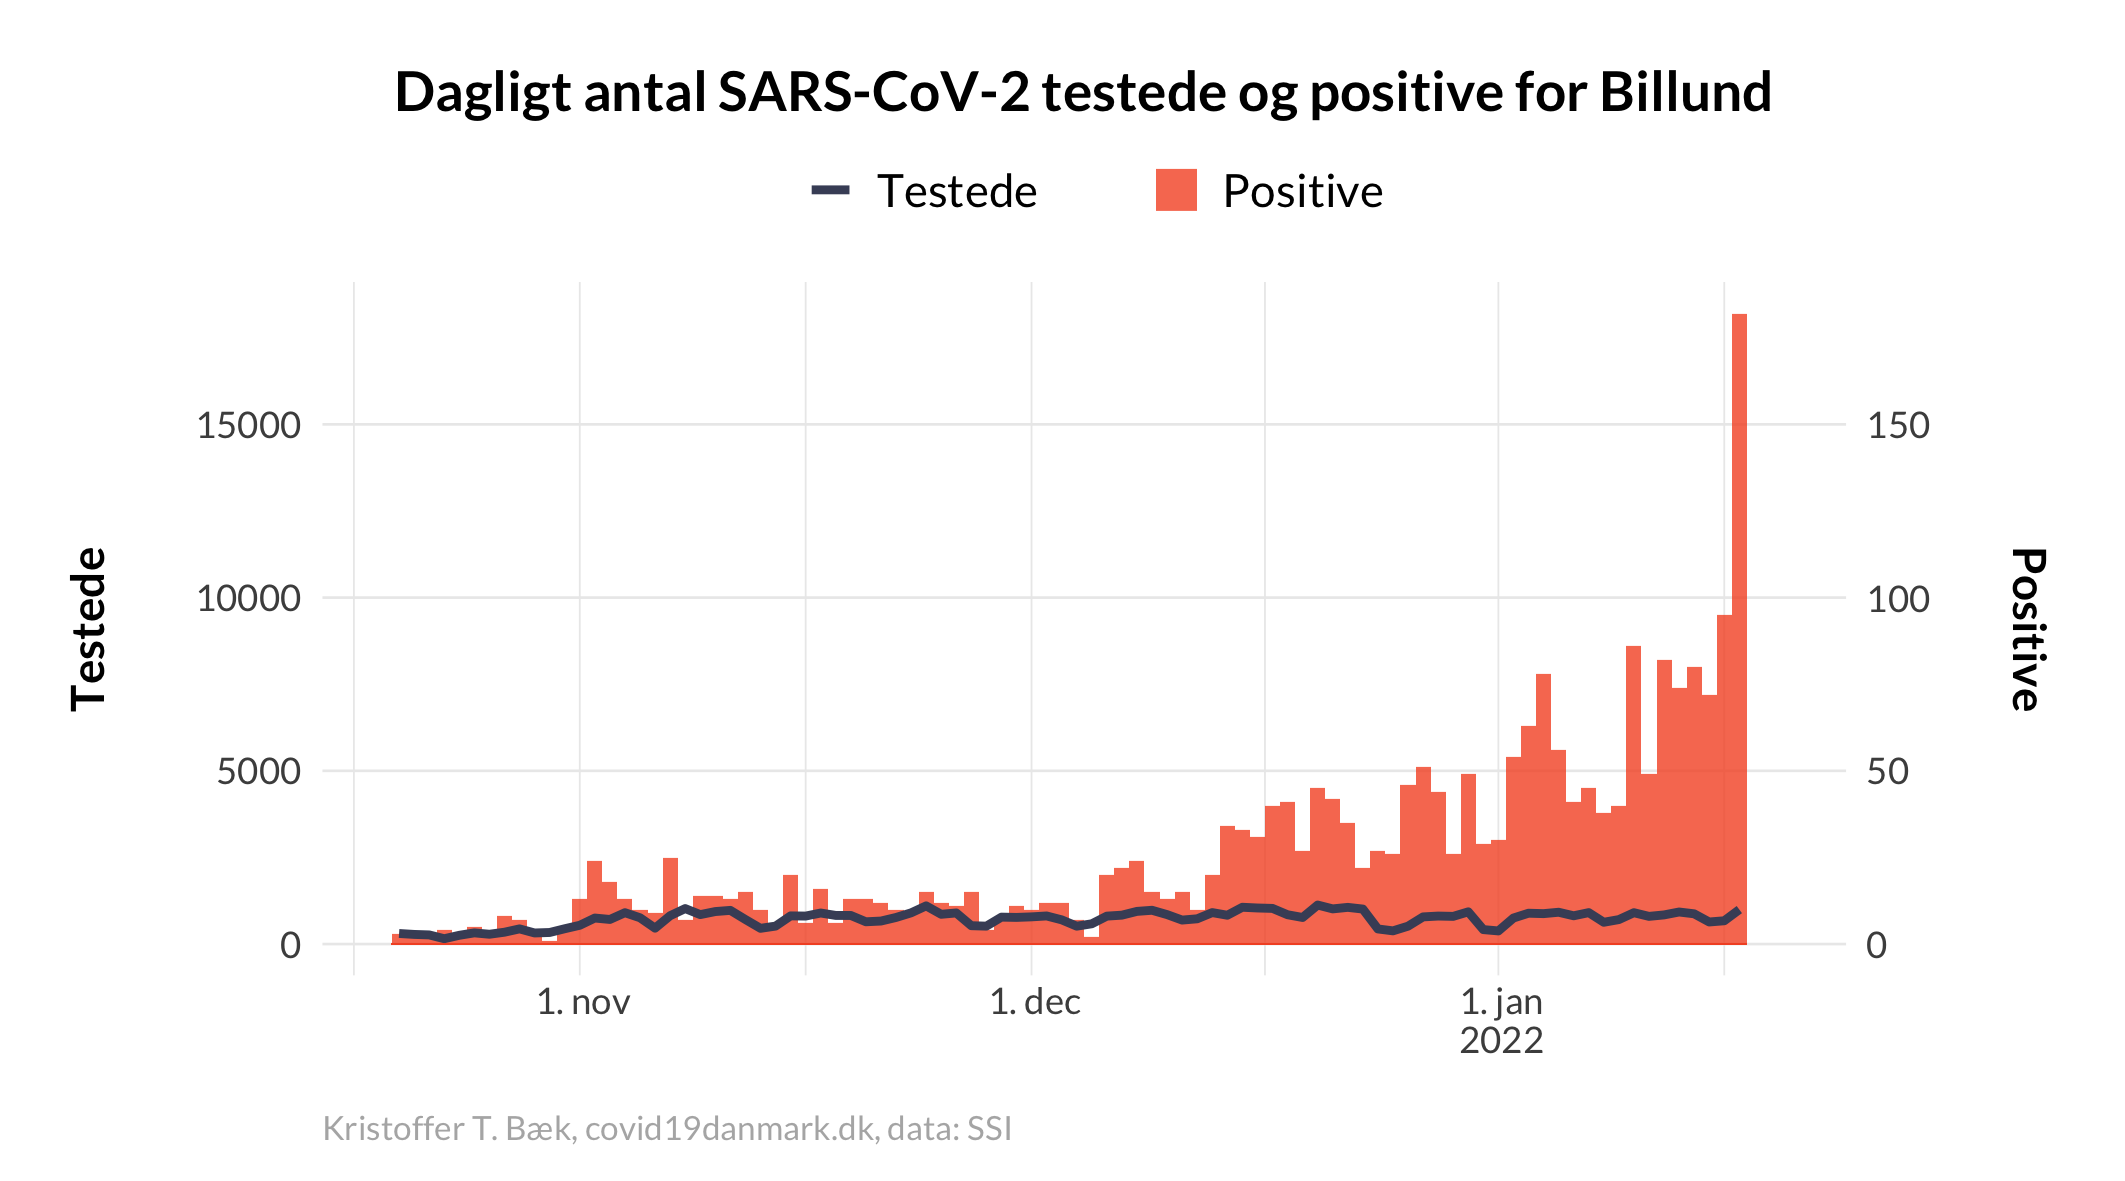 Dagligt antal SARS-CoV-2 testede og positive for Billund
Testede
Positive
15000
10000
5000
0
150
100
50
0
Testede
Positive
1. nov
1. dec
1. jan
2022
Kristoffer T. Bæk, covid19danmark.dk, data: SSI